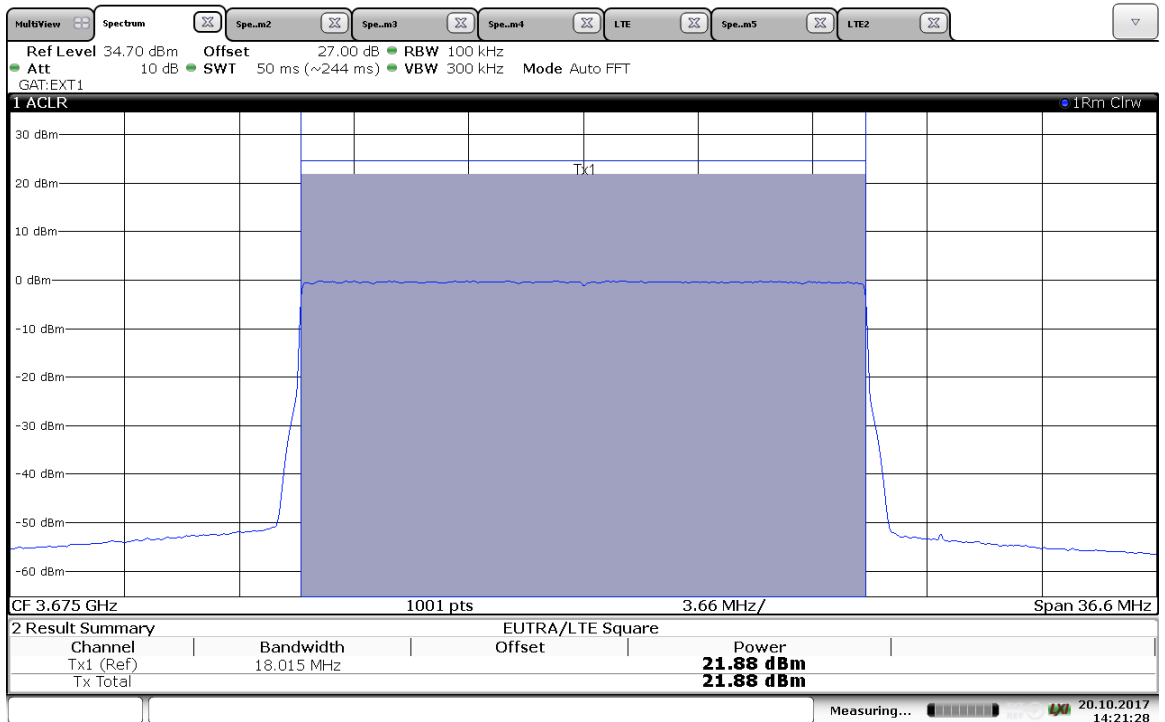 MultiView Spectrum Spe..m2 Spe..m3 Spe..m4 LTE Spe..m5 LTE2
Ref Level 34.70 dBm Offset 27.00 dB RBW 100 kHz
Att 10 dB SWT 50 ms (~244 ms) VBW 300 kHz Mode Auto FFT
GAT:EXT1
1 ACLR 1Rm Clrw
30 dBm
Tx1
20 dBm
10 dBm
0 dBm
-10 dBm
-20 dBm
-30 dBm
-40 dBm
-50 dBm
-60 dBm
CF 3.675 GHz 1001 pts 3.66 MHz/ Span 36.6 MHz
2 Result Summary EUTRA/LTE Square
Channel Bandwidth Offset Power
Tx1 (Ref) 18.015 MHz 21.88 dBm
Tx Total 21.88 dBm
Measuring... REF LXI 20.10.2017
14:21:28